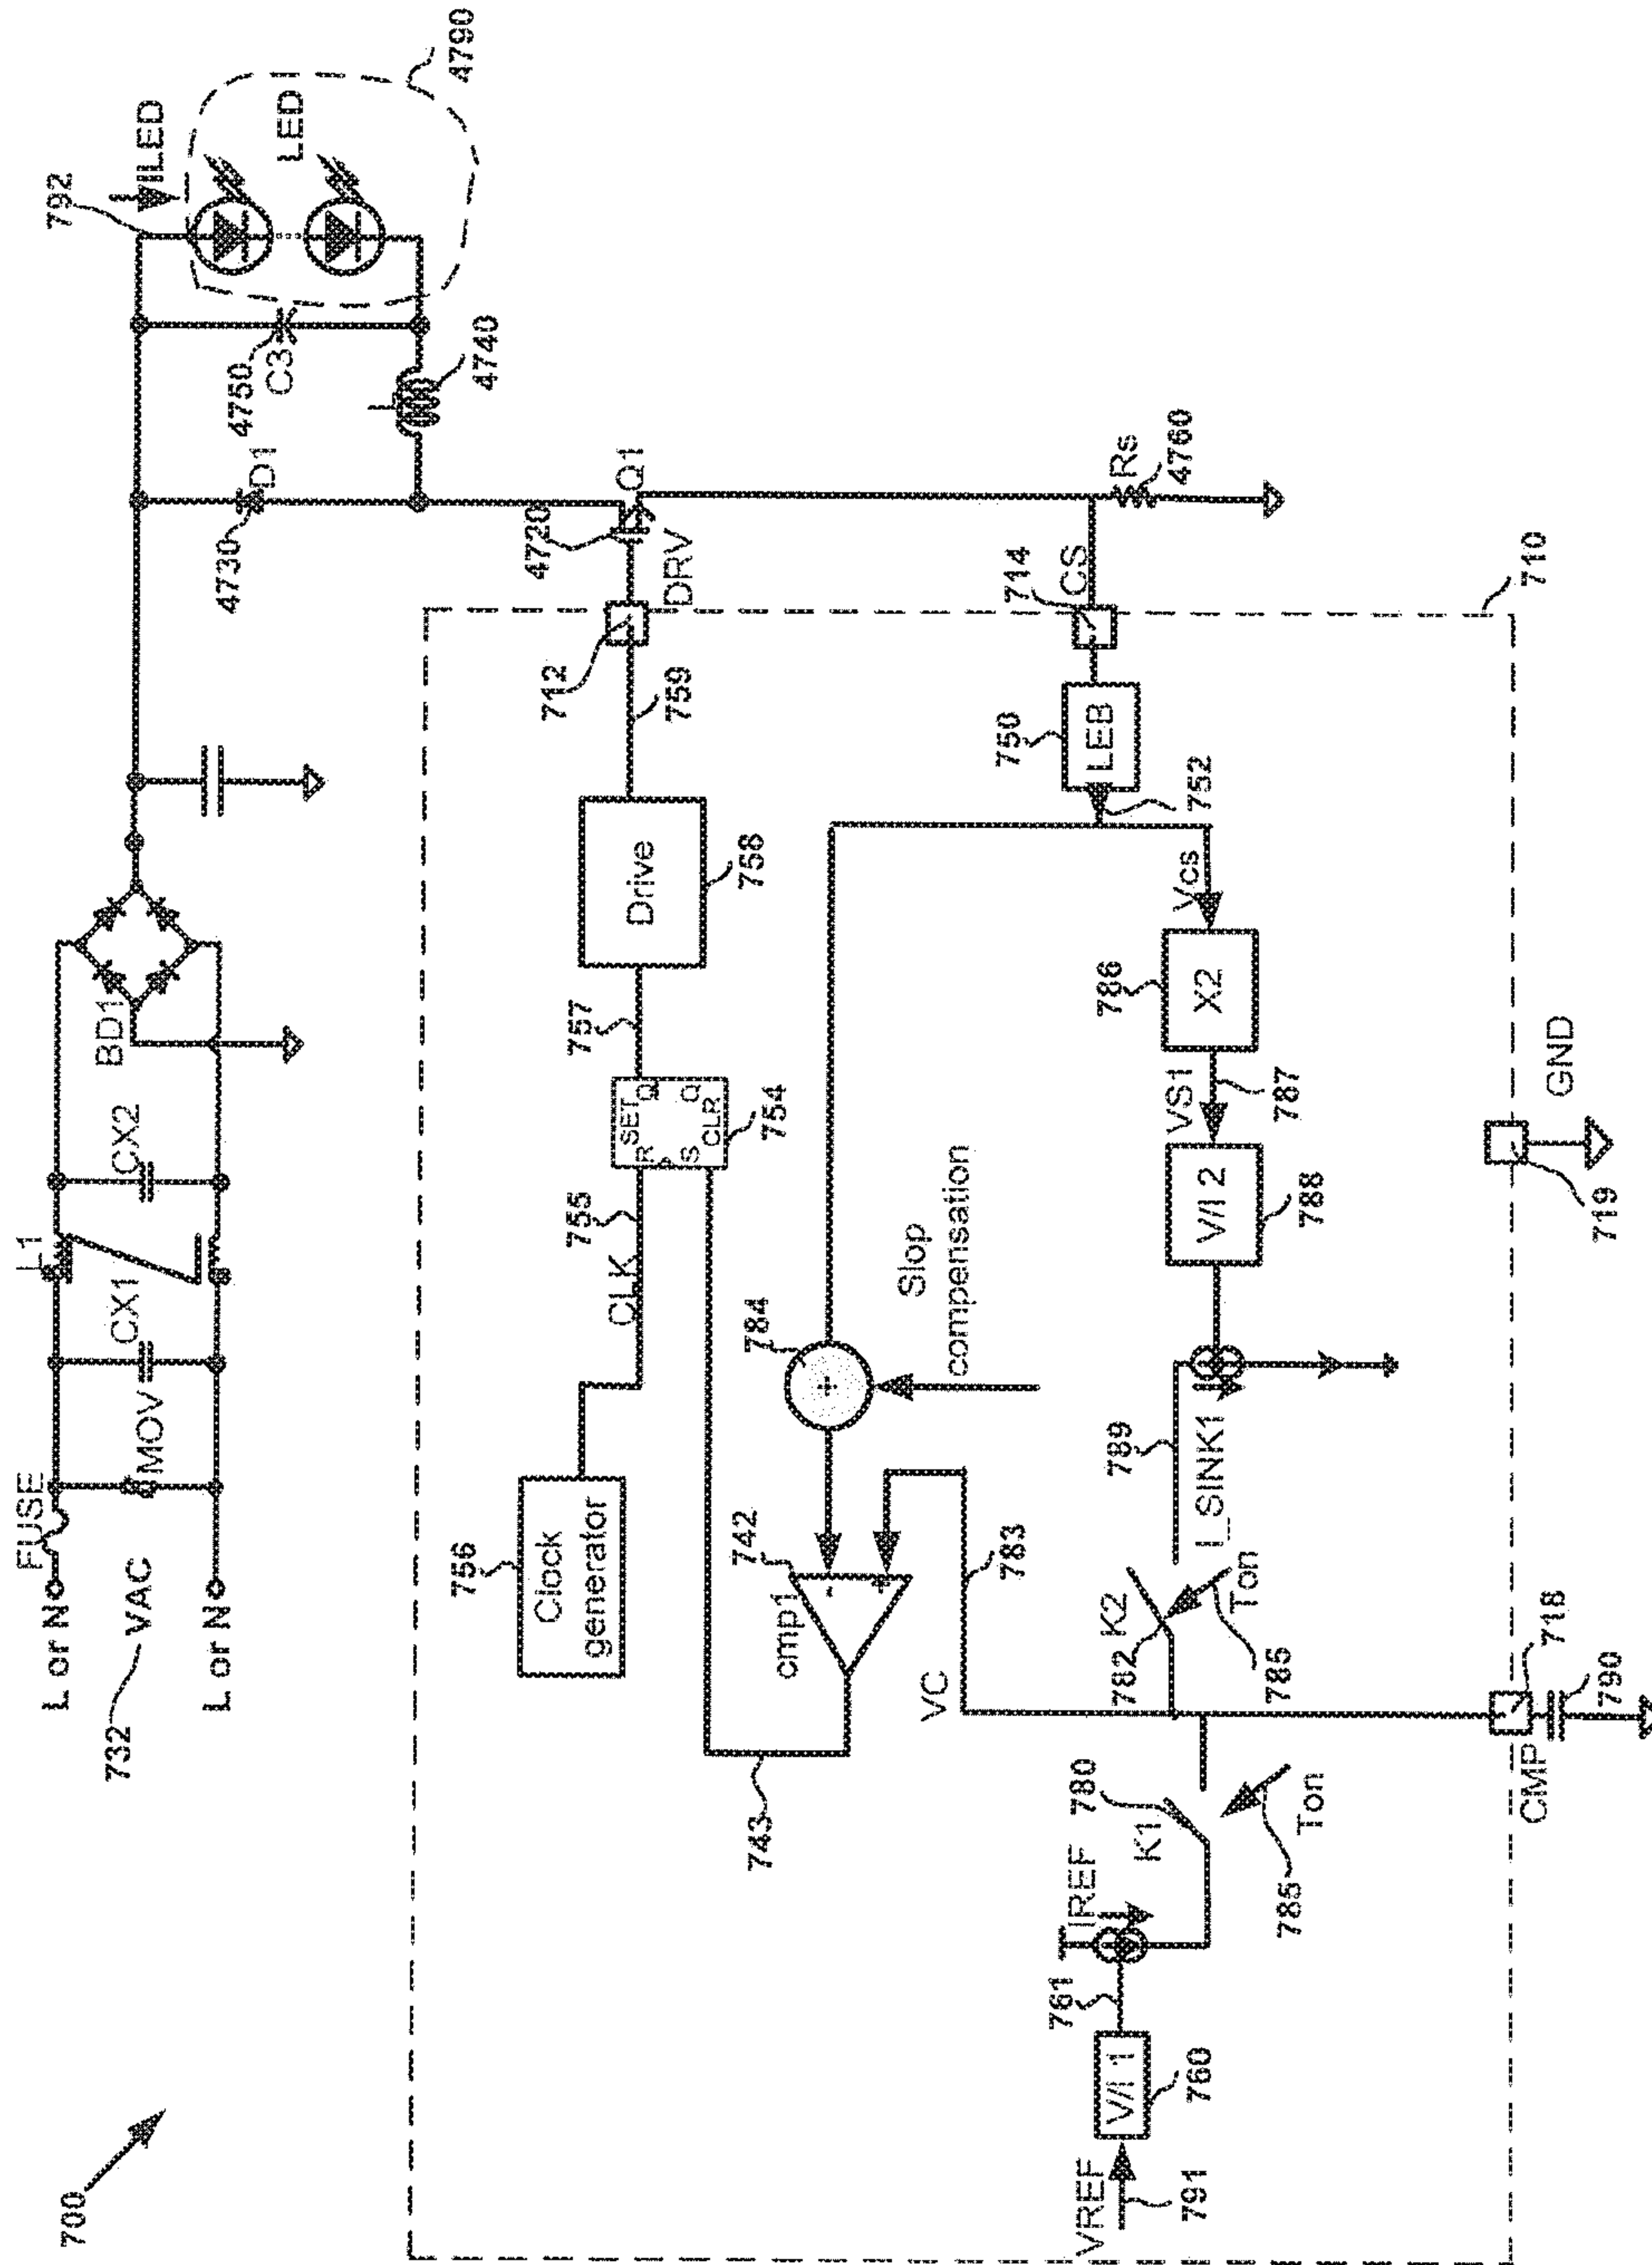 700
FUSE
L or N
732
VAC
L or N
MOV
CX1
L1
CX2
BD1
4730
D1
4750
C3
792
ILED
LED
4790
4740
4720
Q1
DRV
712
759
Drive
758
757
SET
R
Q
S
Q
CLR
754
755
CLK
756
Clock
generator
cmp1
742
-
+
743
784
+
Slop
compensation
VC
783
714
CS
Rs
4760
710
750
LEB
752
Vcs
786
X2
VS1
787
V/I 2
788
789
I_SINK1
K2
782
Ton
785
780
K1
Ton
785
IREF
761
V/I 1
760
VREF
791
CMP
718
790
719
GND